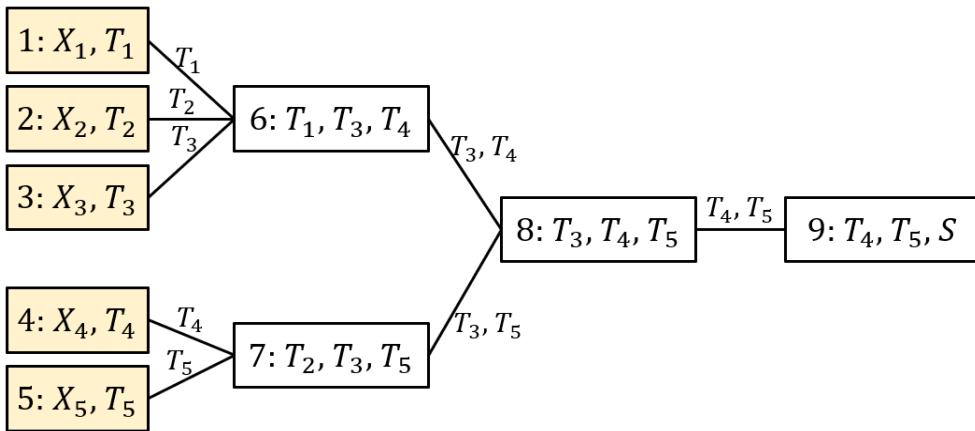 1: X₁, T₁
T₁
2: X₂, T₂
T₂
3: X₃, T₃
T₃
6: T₁, T₃, T₄
T₃, T₄
8: T₃, T₄, T₅
T₄, T₅
9: T₄, T₅, S
4: X₄, T₄
T₄
5: X₅, T₅
T₅
7: T₂, T₃, T₅
T₃, T₅